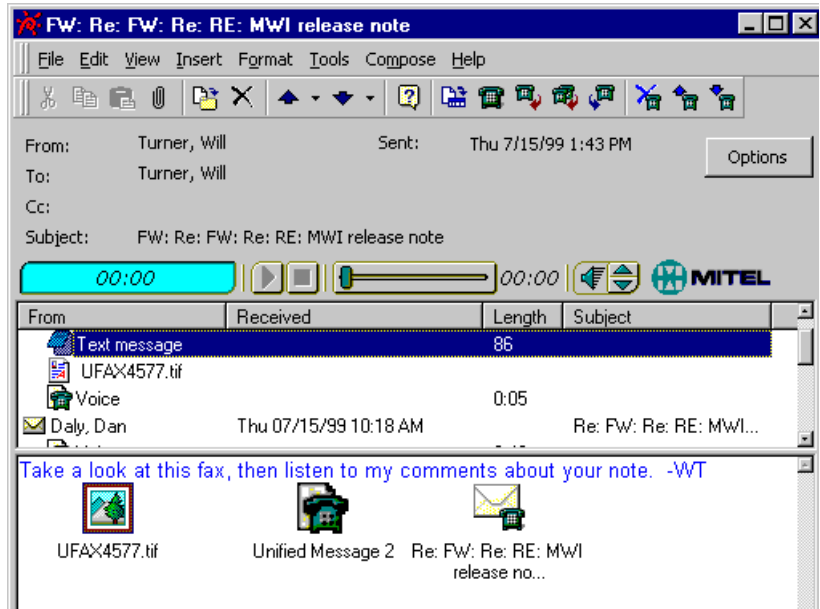 FW: Re: FW: Re: RE: MWI release note
File Edit View Insert Format Tools Compose Help
From: Turner, Will Sent: Thu 7/15/99 1:43 PM
Options
To: Turner, Will
Cc:
Subject: FW: Re: FW: Re: RE: MWI release note
00:00 00:00 MITEL
From Received Length Subject
Text message 86
UFAX4577.tif
Voice 0:05
Daly, Dan Thu 07/15/99 10:18 AM Re: FW: Re: RE: MWI...
Take a look at this fax, then listen to my comments about your note. -WT
UFAX4577.tif Unified Message 2 Re: FW: Re: RE: MWI
release no...